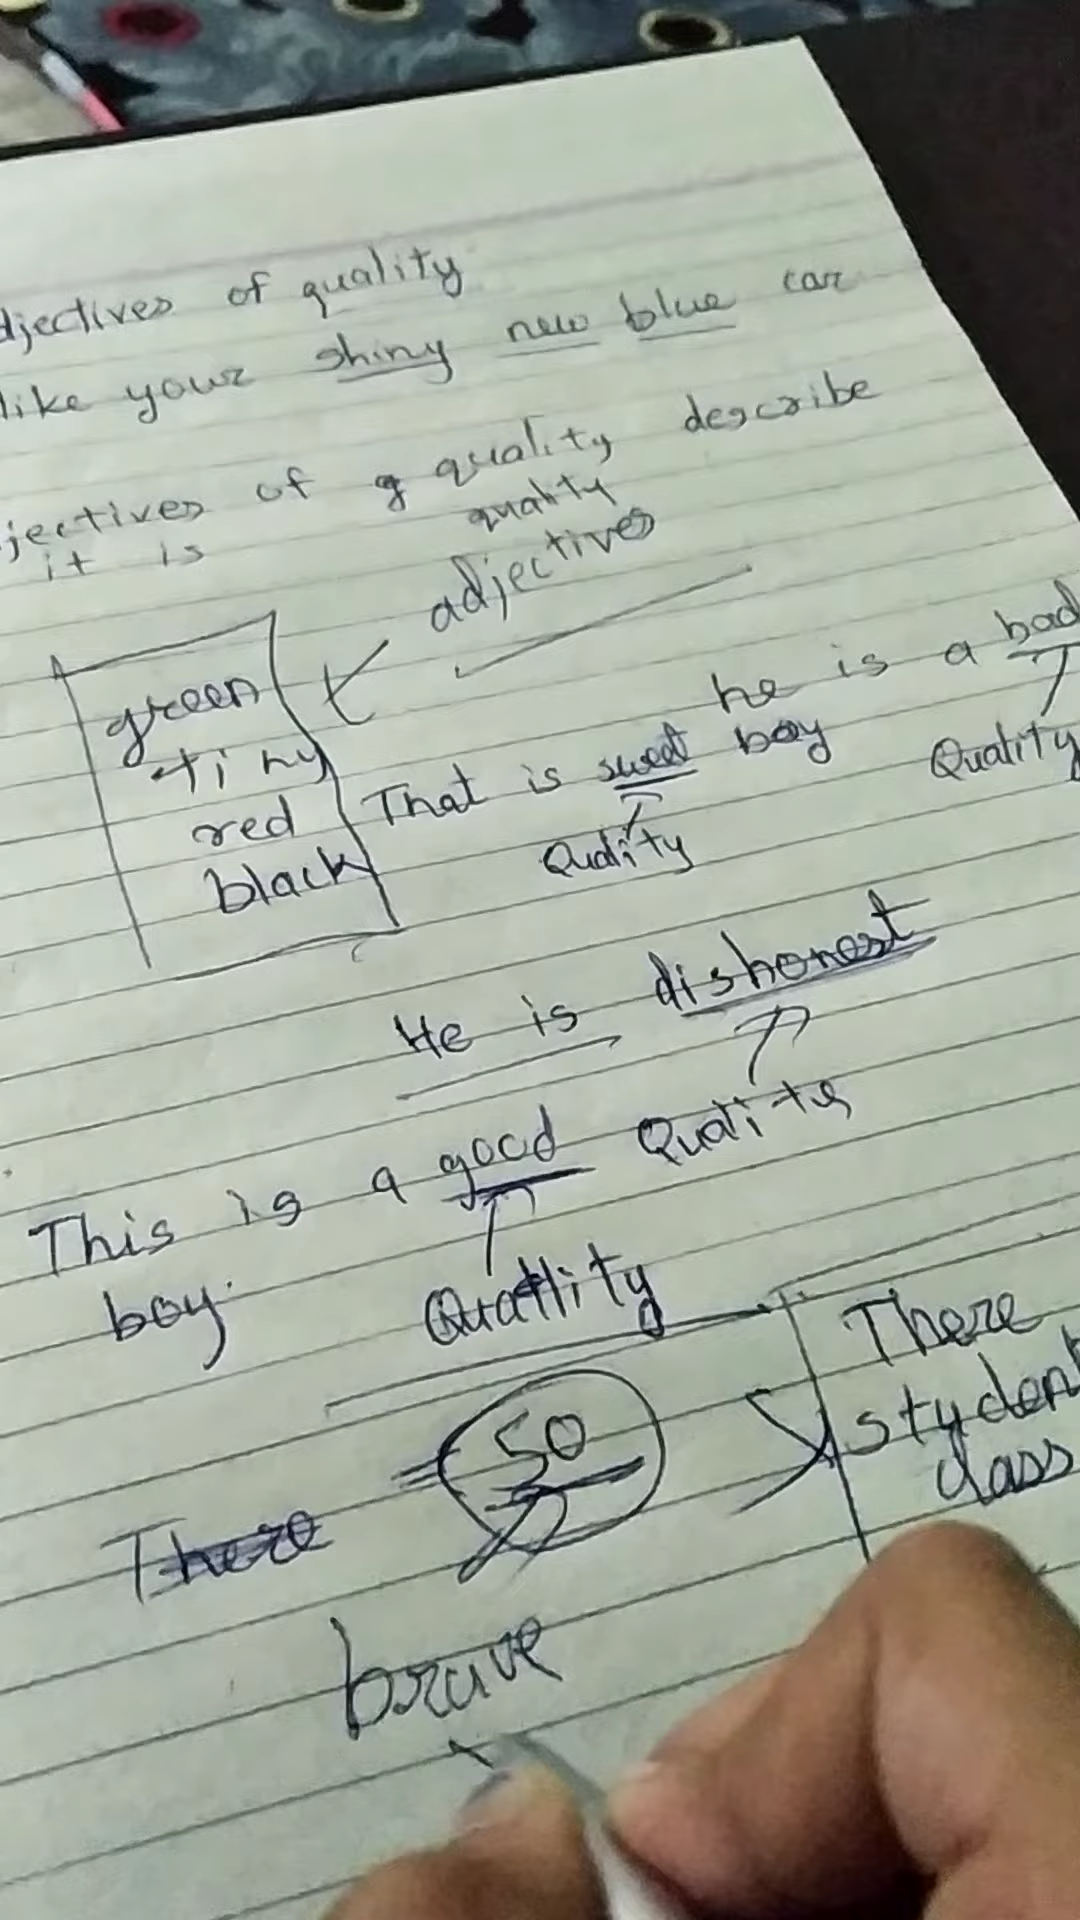 djectives of quality
like your shiny new blue car
jectives of quality describe
it is quality
adjectives
green
tiny
red
black
he is a bad
Quality
That is sweet boy
Quality
He is dishonest
Quality
This is a good
boy.
Quality
50
There
There
studen
class
brave